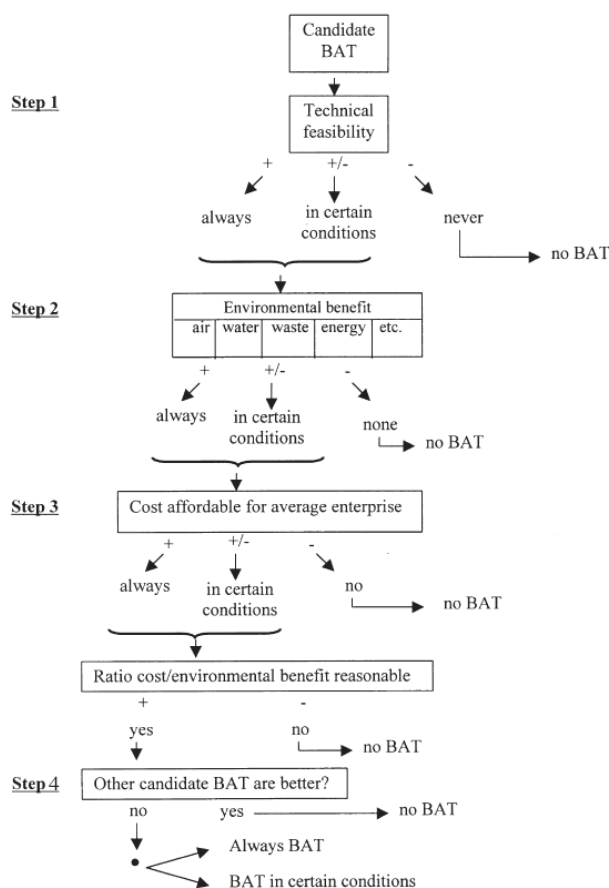 Candidate
BAT
Step 1
Technical
feasibility
+ +/- -
always
in certain
conditions
never
no BAT
Step 2
Environmental benefit
air water waste energy etc.
+ +/- -
always
in certain
conditions
none
no BAT
Step 3
Cost affordable for average enterprise
+ +/- -
always
in certain
conditions
no
no BAT
Ratio cost/environmental benefit reasonable
+ -
yes no
no BAT
Step 4
Other candidate BAT are better?
no yes no BAT
Always BAT
BAT in certain conditions